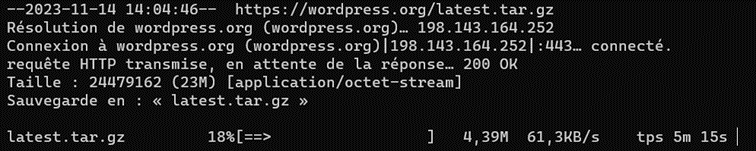 --2023-11-14 14:04:46--  https://wordpress.org/latest.tar.gz
Résolution de wordpress.org (wordpress.org)… 198.143.164.252
Connexion à wordpress.org (wordpress.org)|198.143.164.252|:443… connecté.
requête HTTP transmise, en attente de la réponse… 200 OK
Taille : 24479162 (23M) [application/octet-stream]
Sauvegarde en : « latest.tar.gz »
latest.tar.gz         18%[==>                 ]   4,39M  61,3KB/s    tps 5m 15s